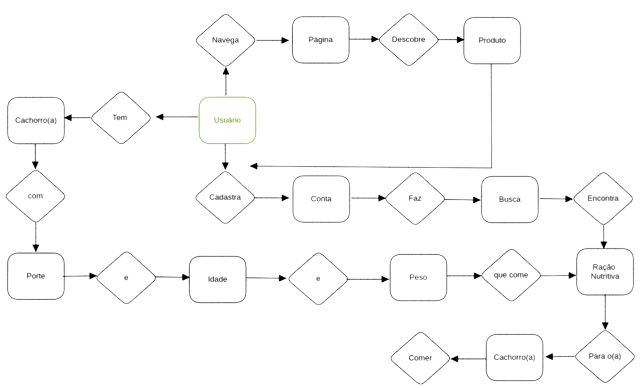 Navega
Página
Descobre
Produto
Cachorro(a)
Tem
Usuário
com
Cadastra
Conta
Faz
Busca
Encontra
Porte
e
Idade
e
Peso
que come
Ração
Nutritiva
Comer
Cachorro(a)
Para o(a)